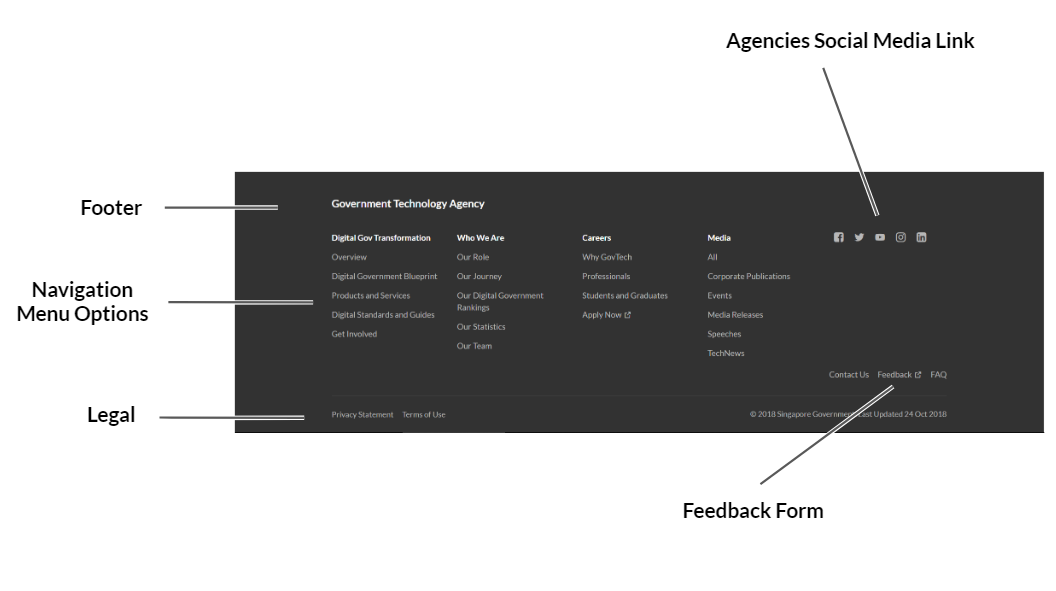 Agencies Social Media Link
Footer
Navigation
Menu Options
Legal
Feedback Form
Government Technology Agency
Digital Gov Transformation
Overview
Digital Government Blueprint
Products and Services
Digital Standards and Guides
Get Involved
Who We Are
Our Role
Our Journey
Our Digital Government
Rankings
Our Statistics
Our Team
Careers
Why GovTech
Professionals
Students and Graduates
Apply Now
Media
All
Corporate Publications
Events
Media Releases
Speeches
TechNews
Contact Us Feedback FAQ
Privacy Statement Terms of Use
© 2018 Singapore Government Last Updated 24 Oct 2018